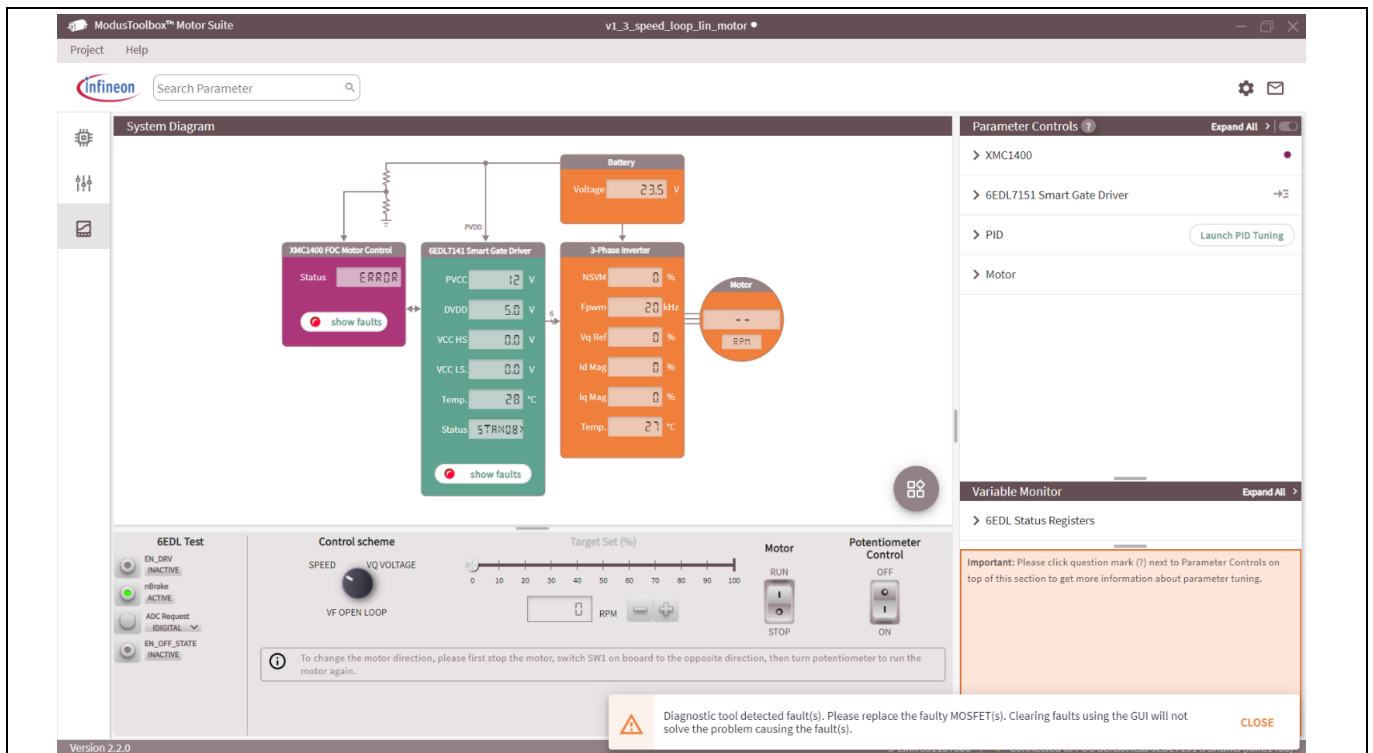 ModusToolbox™ Motor Suite
v1_3_speed_loop_lin_motor
Project Help
infineon
Search Parameter
System Diagram
Battery
Voltage 23.5 V
PVDD
XMC1400 FOC Motor Control
Status ERROR
show faults
6EDL7141 Smart Gate Driver
PVCC 12 V
DVDD 5.0 V
VCC HS 0.0 V
VCC LS. 0.0 V
Temp. 28 °C
Status STANDBY
show faults
6
3-Phase Inverter
NSVM 0 %
Fpwm 20 kHz
Vq Ref 0 %
Id Mag 0 %
Iq Mag 0 %
Temp. 27 °C
Motor
--
RPM
Parameter Controls ? Expand All >
XMC1400
6EDL7151 Smart Gate Driver
PID Launch PID Tuning
Motor
Variable Monitor Expand All >
6EDL Status Registers
Important: Please click question mark (?) next to Parameter Controls on
top of this section to get more information about parameter tuning.
6EDL Test
EN_DRV
INACTIVE
nBrake
ACTIVE
ADC Request
IDIGITAL
EN_OFF_STATE
INACTIVE
Control scheme
SPEED VQ VOLTAGE
VF OPEN LOOP
Target Set (%)
0 10 20 30 40 50 60 70 80 90 100
0 RPM
Motor
RUN
STOP
Potentiometer
Control
OFF
ON
To change the motor direction, please first stop the motor, switch SW1 on booard to the opposite direction, then turn potentiometer to run the
motor again.
Diagnostic tool detected fault(s). Please replace the faulty MOSFET(s). Clearing faults using the GUI will not
solve the problem causing the fault(s).
CLOSE
Version 2.2.0